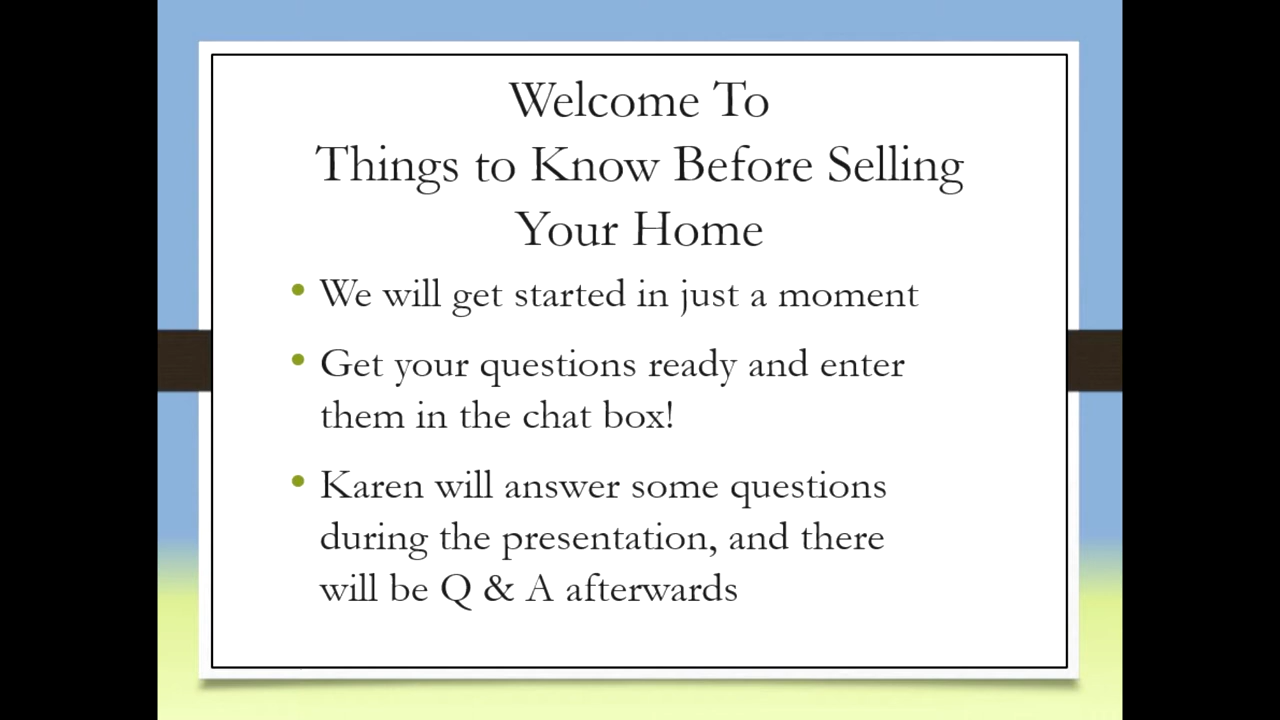 Welcome To
Things to Know Before Selling
Your Home
• We will get started in just a moment
• Get your questions ready and enter
them in the chat box!
• Karen will answer some questions
during the presentation, and there
will be Q & A afterwards